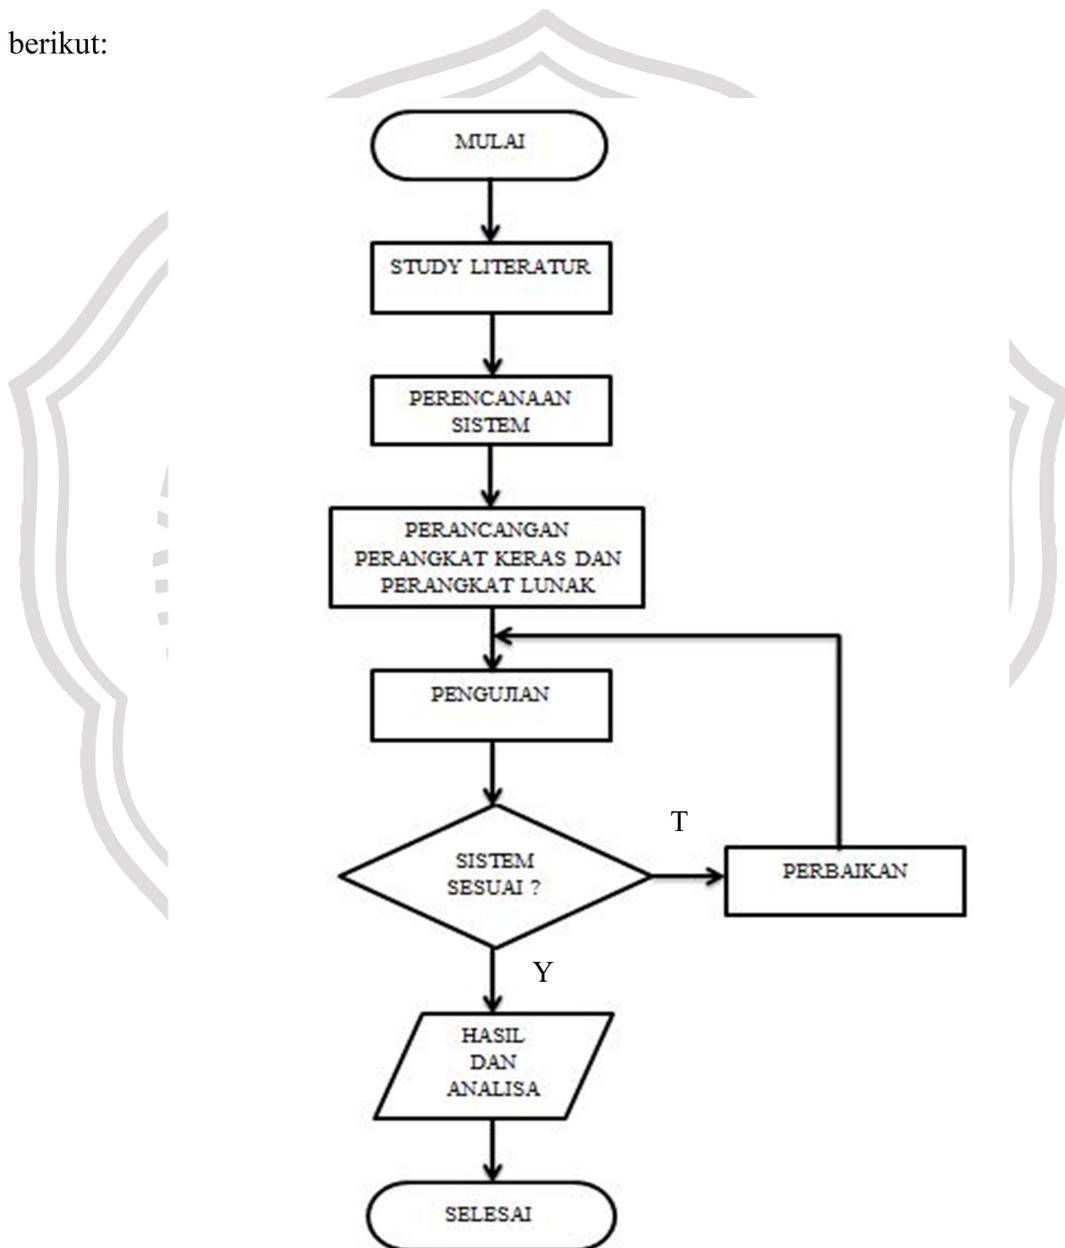 berikut:
MULAI
STUDY LITERATUR
PERENCANAAN
SISTEM
PERANCANGAN
PERANGKAT KERAS DAN
PERANGKAT LUNAK
PENGUJIAN
SISTEM
SESUAI ?
T
PERBAIKAN
Y
HASIL
DAN
ANALISA
SELESAI